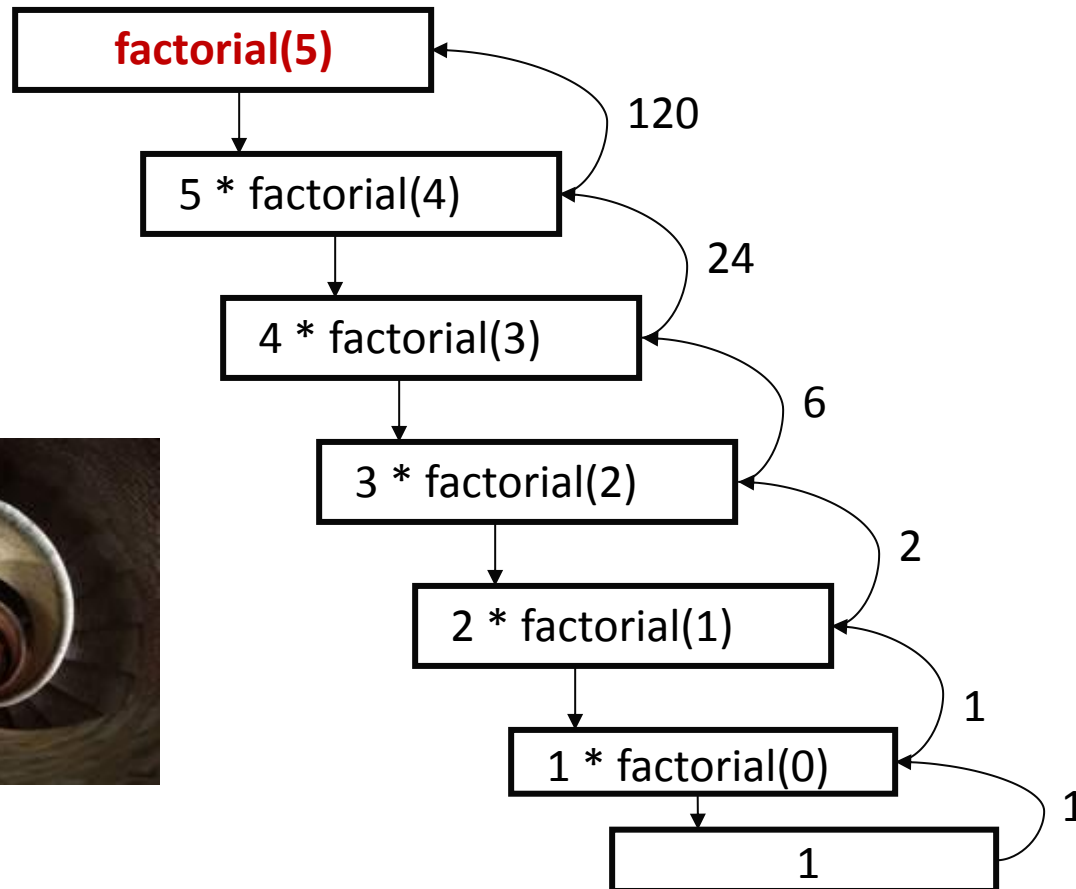 factorial(5)
120
5 * factorial(4)
24
4 * factorial(3)
6
3 * factorial(2)
2
2 * factorial(1)
1
1 * factorial(0)
1
1